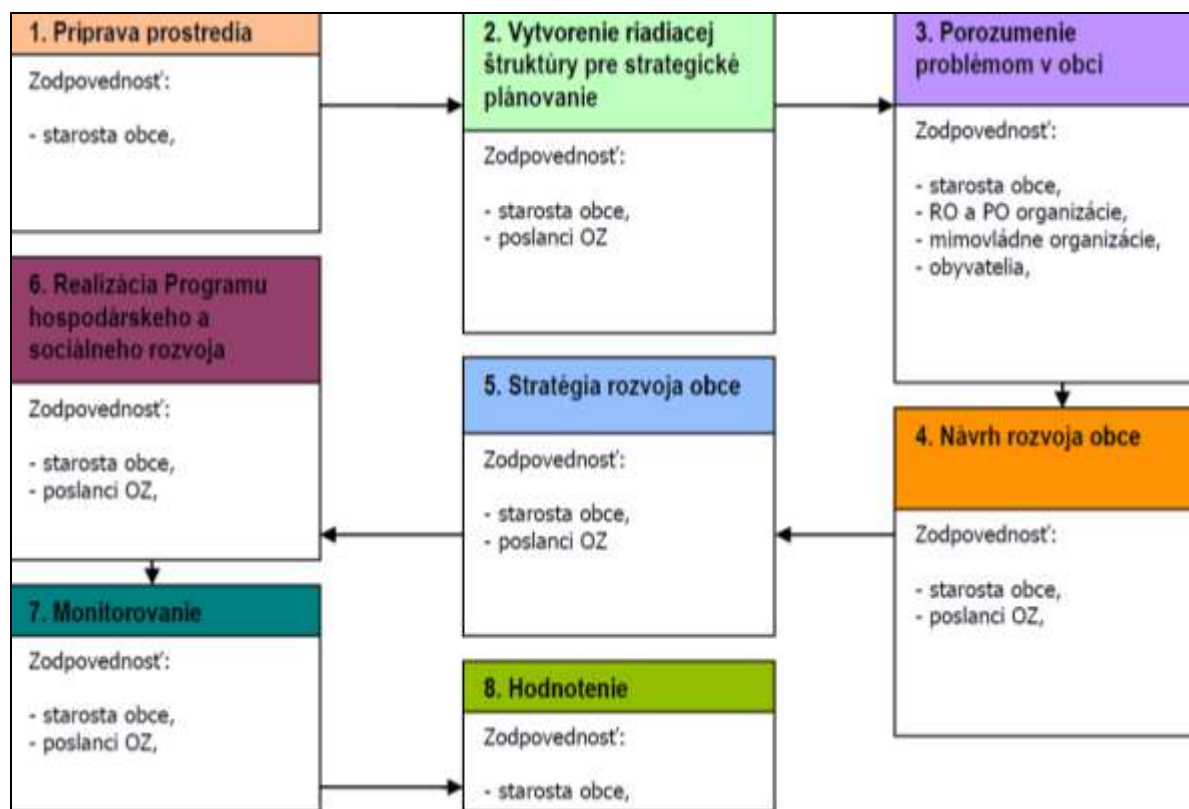 1. Príprava prostredia
Zodpovednosť:
- starosta obce,
2. Vytvorenie riadiacej
štruktúry pre strategické
plánovanie
Zodpovednosť:
- starosta obce,
- poslanci OZ
3. Porozumenie
problémom v obci
Zodpovednosť:
- starosta obce,
- RO a PO organizácie,
- mimovládne organizácie,
- obyvatelia,
4. Návrh rozvoja obce
Zodpovednosť:
- starosta obce,
- poslanci OZ,
5. Stratégia rozvoja obce
Zodpovednosť:
- starosta obce,
- poslanci OZ
6. Realizácia Programu
hospodárskeho a
sociálneho rozvoja
Zodpovednosť:
- starosta obce,
- poslanci OZ,
7. Monitorovanie
Zodpovednosť:
- starosta obce,
- poslanci OZ,
8. Hodnotenie
Zodpovednosť:
- starosta obce,